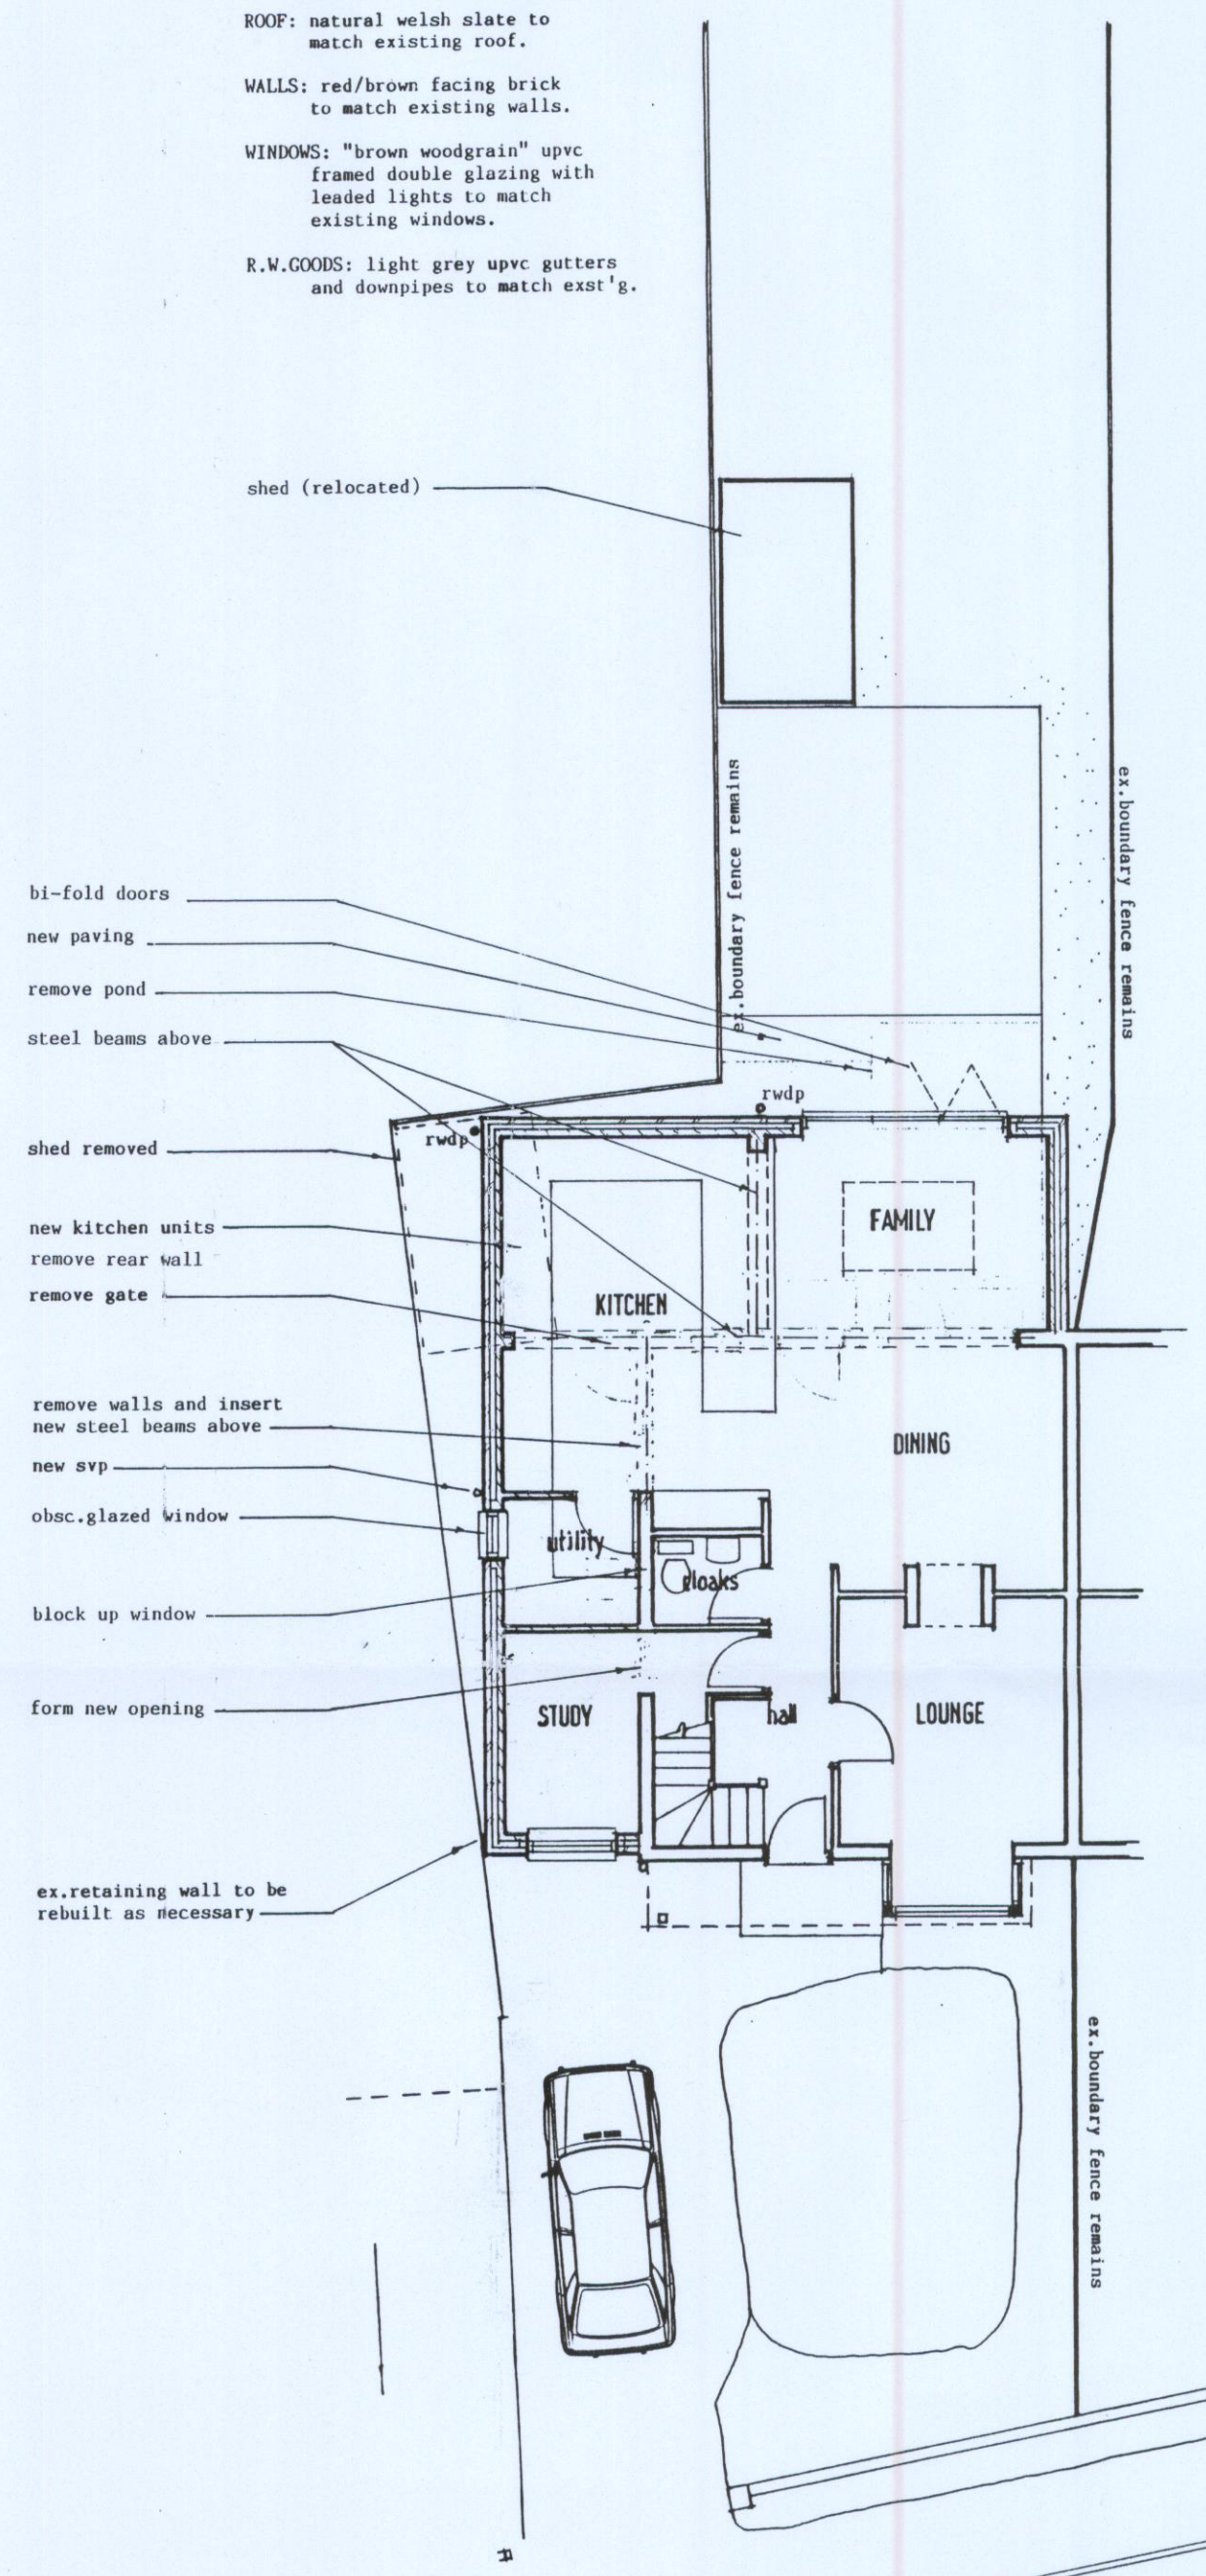 ROOF: natural welsh slate to
match existing roof.
WALLS: red/brown facing brick
to match existing walls.
WINDOWS: "brown woodgrain" upvc
framed double glazing with
leaded lights to match
existing windows.
R.W.GOODS: light grey upvc gutters
and downpipes to match exst'g.
shed (relocated)
ex.boundary fence remains
ex.boundary fence remains
bi-fold doors
new paving
remove pond
steel beams above
rwdp
rwdp
shed removed
new kitchen units
remove rear wall
remove gate
FAMILY
KITCHEN
remove walls and insert
new steel beams above
DINING
new svp
obsc.glazed window
utility
cloaks
block up window
form new opening
STUDY
hall
LOUNGE
ex.retaining wall to be
rebuilt as necessary
ex.boundary fence remains